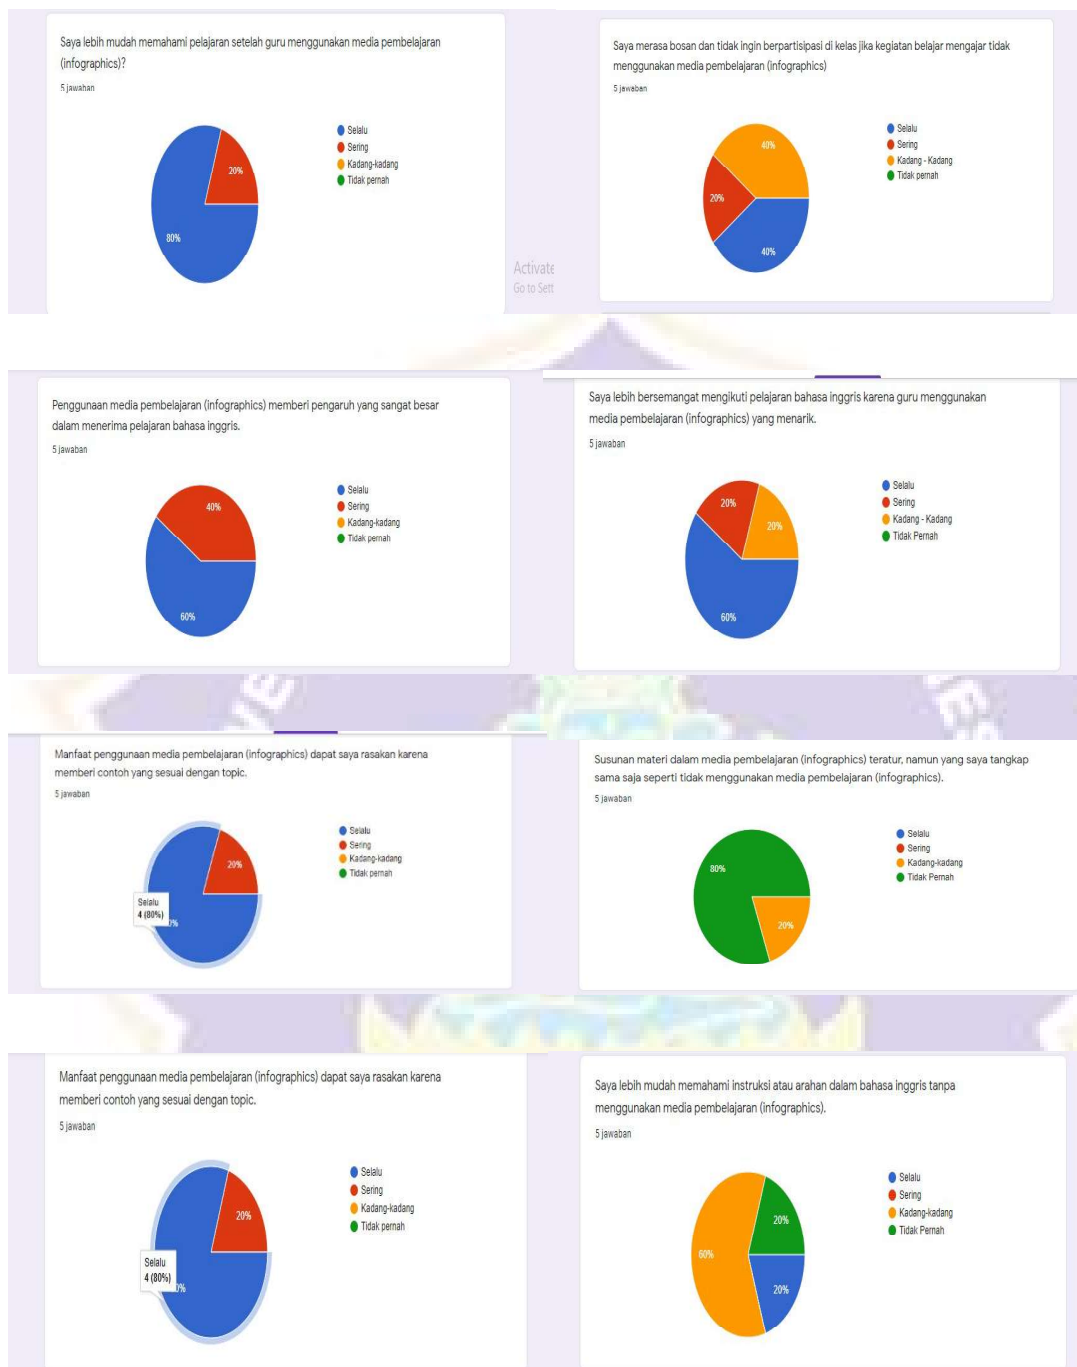 Saya lebih mudah memahami pelajaran setelah guru menggunakan media pembelajaran
(infographics)?
5 jawaban
Selalu
Sering
Kadang-kadang
Tidak pernah
20%
80%
Activate
Go to Sett
Saya merasa bosan dan tidak ingin berpartisipasi di kelas jika kegiatan belajar mengajar tidak
menggunakan media pembelajaran (infographics)
5 jawaban
Selalu
Sering
Kadang - Kadang
Tidak pernah
40%
20%
40%
Penggunaan media pembelajaran (infographics) memberi pengaruh yang sangat besar
dalam menerima pelajaran bahasa inggris.
5 jawaban
Selalu
Sering
Kadang-kadang
Tidak pernah
40%
60%
Saya lebih bersemangat mengikuti pelajaran bahasa inggris karena guru menggunakan
media pembelajaran (infographics) yang menarik.
5 jawaban
Selalu
Sering
Kadang - Kadang
Tidak Pernah
20%
20%
60%
Manfaat penggunaan media pembelajaran (infographics) dapat saya rasakan karena
memberi contoh yang sesuai dengan topic.
5 jawaban
Selalu
Sering
Kadang-kadang
Tidak pernah
20%
Selalu
4 (80%)
0%
Susunan materi dalam media pembelajaran (infographics) teratur, namun yang saya tangkap
sama saja seperti tidak menggunakan media pembelajaran (infographics).
5 jawaban
Selalu
Sering
Kadang-kadang
Tidak Pernah
80%
20%
Manfaat penggunaan media pembelajaran (infographics) dapat saya rasakan karena
memberi contoh yang sesuai dengan topic.
5 jawaban
Selalu
Sering
Kadang-kadang
Tidak pernah
20%
Selalu
4 (80%)
0%
Saya lebih mudah memahami instruksi atau arahan dalam bahasa inggris tanpa
menggunakan media pembelajaran (infographics).
5 jawaban
Selalu
Sering
Kadang-kadang
Tidak Pernah
20%
60%
20%